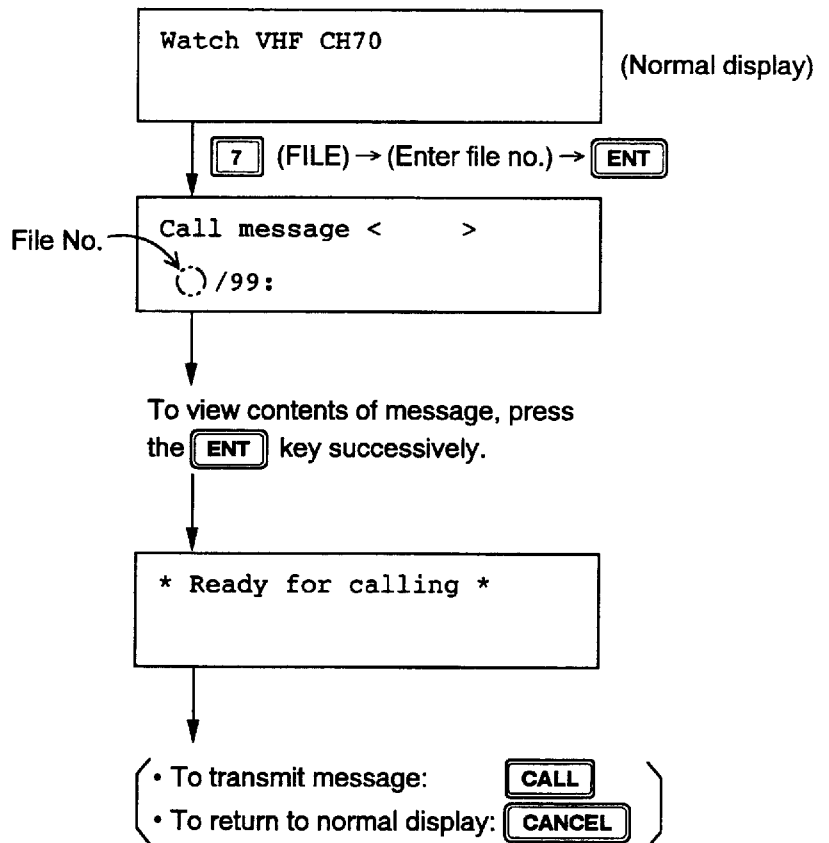 Watch VHF CH70
(Normal display)
7 (FILE) → (Enter file no.) → ENT
Call message <      >
File No.
/99:
To view contents of message, press
the ENT key successively.
* Ready for calling *
• To transmit message: CALL
• To return to normal display: CANCEL